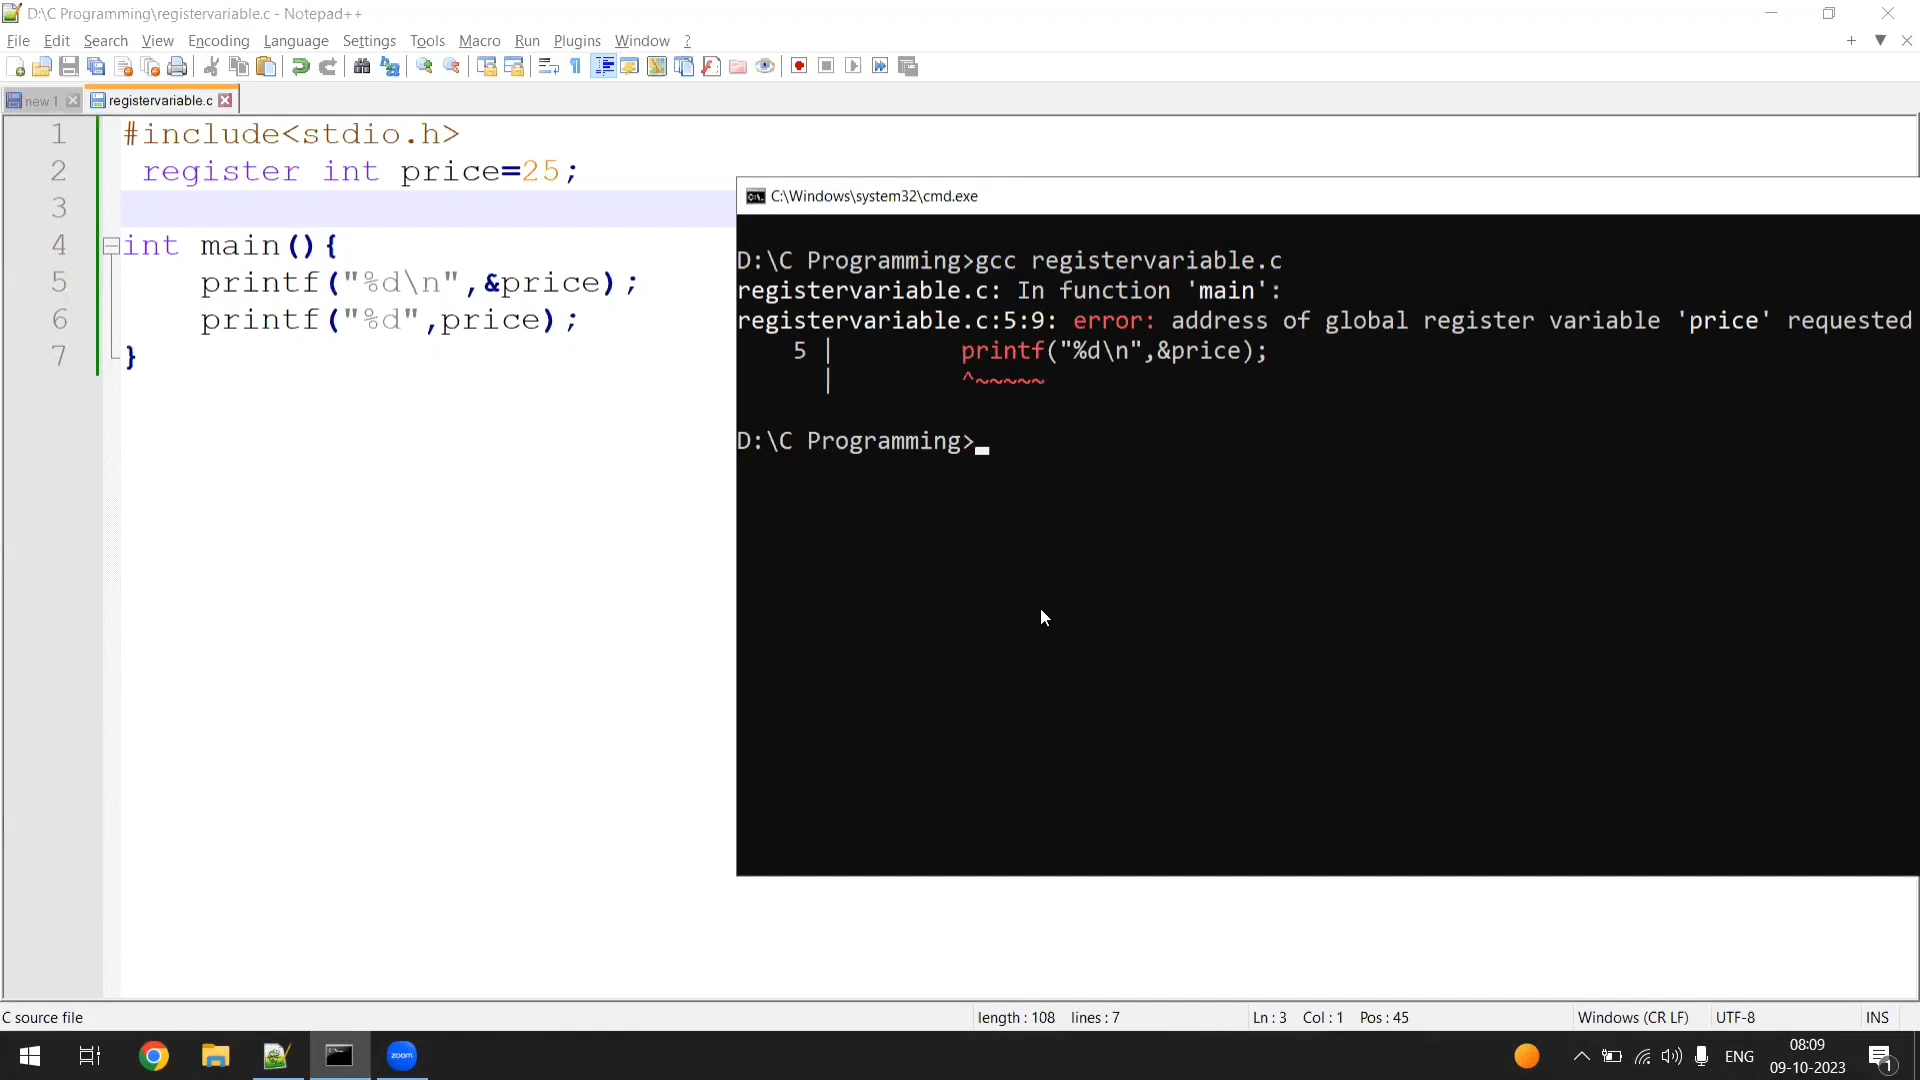 D:\C Programming\registervariable.c - Notepad++
File Edit Search View Encoding Language Settings Tools Macro Run Plugins Window ?
new 1 registervariable.c
1 #include<stdio.h>
2 register int price=25;
3
4 int main(){
5 printf("%d\n",&price);
6 printf("%d",price);
7 }
C:\Windows\system32\cmd.exe
D:\C Programming>gcc registervariable.c
registervariable.c: In function 'main':
registervariable.c:5:9: error: address of global register variable 'price' requested
5 | printf("%d\n",&price);
| ^~~~~~
D:\C Programming>
C source file length : 108 lines : 7 Ln : 3 Col : 1 Pos : 45 Windows (CR LF) UTF-8 INS
zoom ENG 08:09
09-10-2023 1